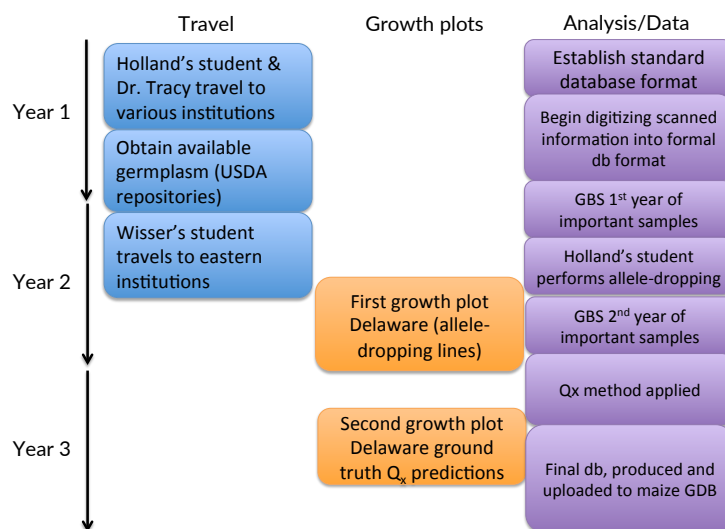 Travel
Growth plots
Analysis/Data
Year 1
Year 2
Year 3
Holland's student &
Dr. Tracy travel to
various institutions
Obtain available
germplasm (USDA
repositories)
Wisser's student
travels to eastern
institutions
First growth plot
Delaware (allele-
dropping lines)
Second growth plot
Delaware ground
truth Qx predictions
Establish standard
database format
Begin digitizing scanned
information into formal
db format
GBS 1st year of
important samples
Holland's student
performs allele-dropping
GBS 2nd year of
important samples
Qx method applied
Final db, produced and
uploaded to maize GDB